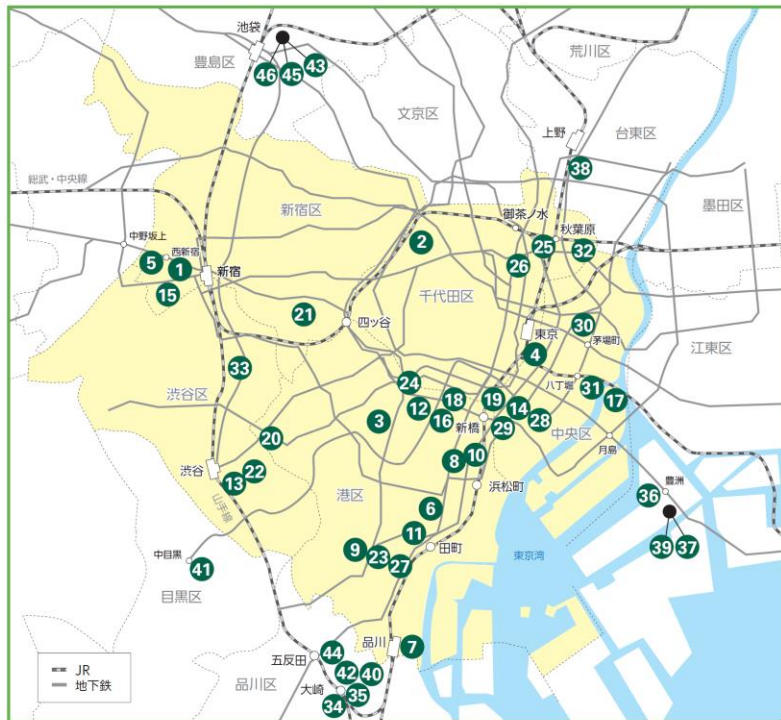 池袋
荒川区
豊島区
46
45
43
文京区
上野
台東区
38
総武・中央線
新宿区
御茶ノ水
墨田区
中野坂上
西新宿
2
秋葉原
25
32
5
1
新宿
26
15
千代田区
21
四ッ谷
東京
30
茅場町
江東区
4
33
八丁堀
渋谷区
24
31
17
12
18
19
14
3
16
新橋
28
中央区
29
20
月島
渋谷
8
10
22
13
浜松町
36
豊洲
山手線
港区
6
39
37
11
中目黒
9
23
田町
東京湾
41
27
目黒区
品川
7
五反田
44
JR
42
40
地下鉄
品川区
大崎
35
34